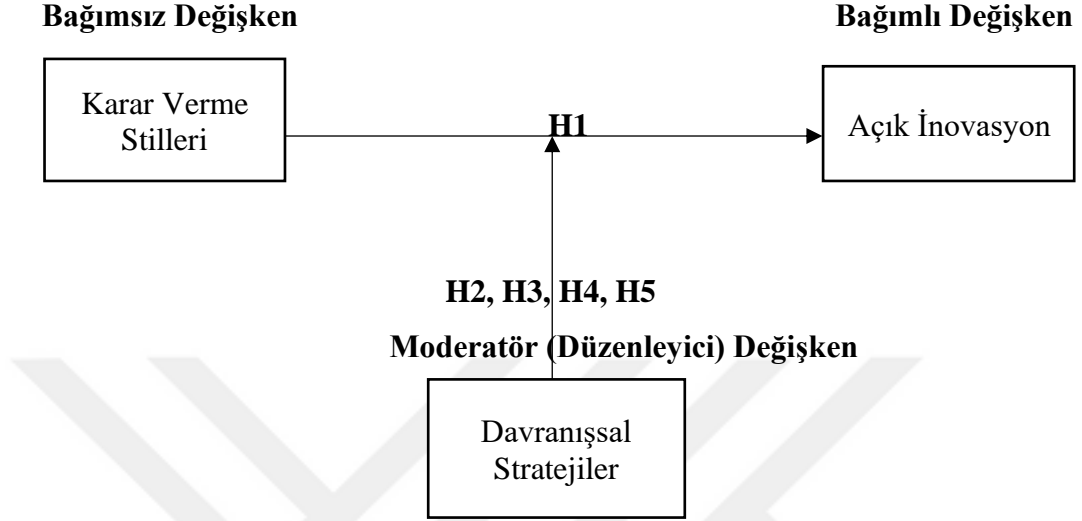 Bağımsız Değişken
Bağımlı Değişken
Karar Verme
Stilleri
H1
Açık İnovasyon
H2, H3, H4, H5
Moderatör (Düzenleyici) Değişken
Davranışsal
Stratejiler